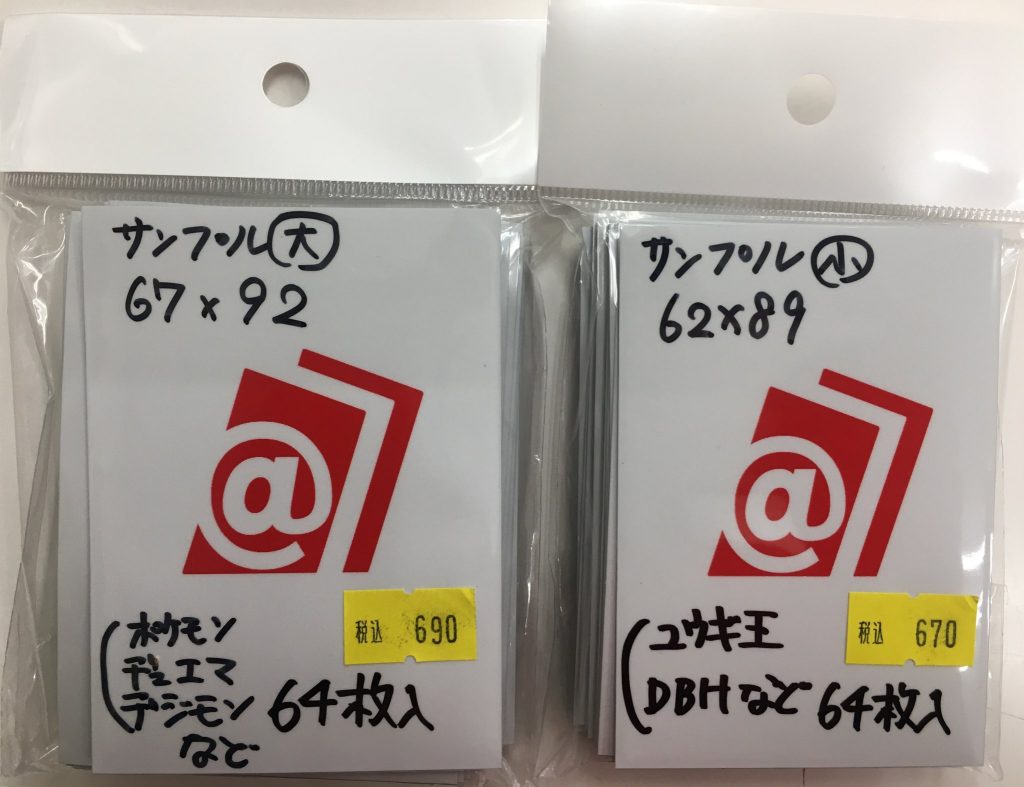 サンプル大
67×92
@
税込 690
ポケモン
デュエマ
デジモン
など
64枚入
サンプル小
62×89
@
税込 670
ユウギ王
DBHなど
64枚入